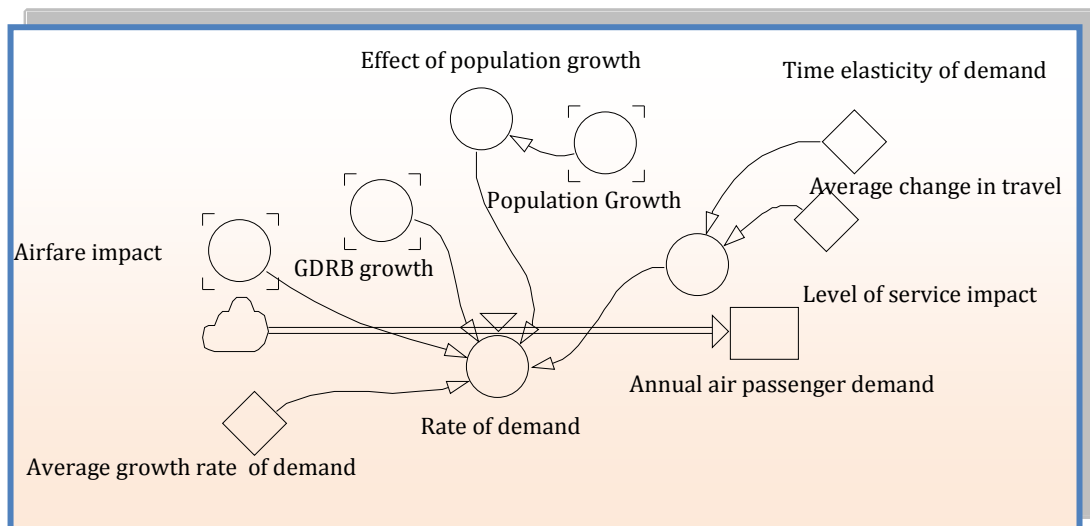 Effect of population growth
Time elasticity of demand
Population Growth
Average change in travel
Airfare impact
GDRB growth
Level of service impact
Annual air passenger demand
Rate of demand
Average growth rate of demand